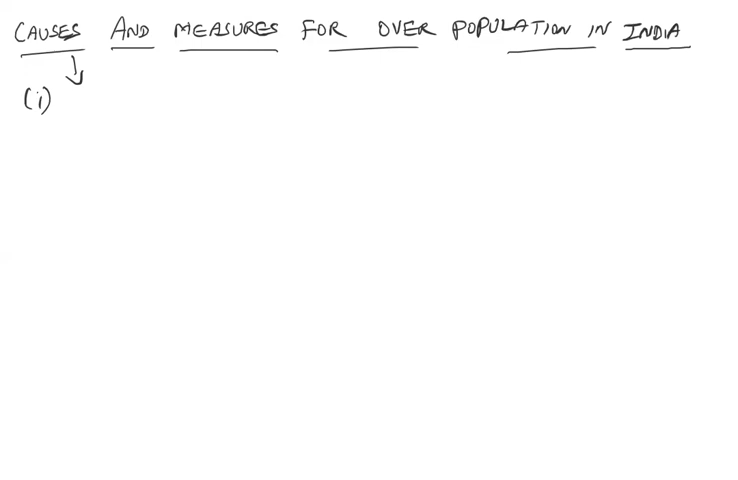 CAUSES AND MEASURES FOR OVER POPULATION IN INDIA
(i)